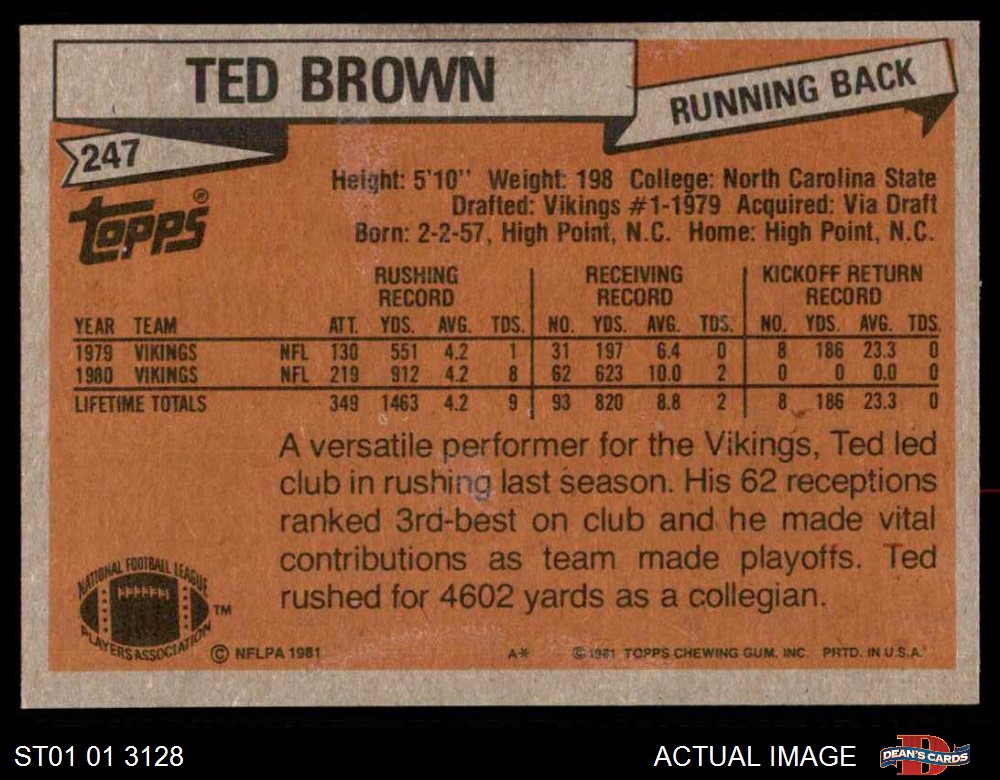 TED BROWN
RUNNING BACK
247
topps®
Height: 5'10'' Weight: 198 College: North Carolina State
Drafted: Vikings #1-1979 Acquired: Via Draft
Born: 2-2-57, High Point, N.C. Home: High Point, N.C.
RUSHING RECEIVING KICKOFF RETURN
RECORD RECORD RECORD
YEAR TEAM ATT. YDS. AVG. TDS. NO. YDS. AVG. TDS. NO. YDS. AVG. TDS.
1979 VIKINGS NFL 130 551 4.2 1 31 197 6.4 0 8 186 23.3 0
1980 VIKINGS NFL 219 912 4.2 8 62 623 10.0 2 0 0 0.0 0
LIFETIME TOTALS 349 1463 4.2 9 93 820 8.8 2 8 186 23.3 0
A versatile performer for the Vikings, Ted led
club in rushing last season. His 62 receptions
ranked 3rd-best on club and he made vital
contributions as team made playoffs. Ted
rushed for 4602 yards as a collegian.
NATIONAL FOOTBALL LEAGUE
PLAYERS ASSOCIATION
TM
© NFLPA 1981 A* © 1981 TOPPS CHEWING GUM, INC. PRTD. IN U.S.A.
ST01 01 3128 ACTUAL IMAGE D DEAN'S CARDS